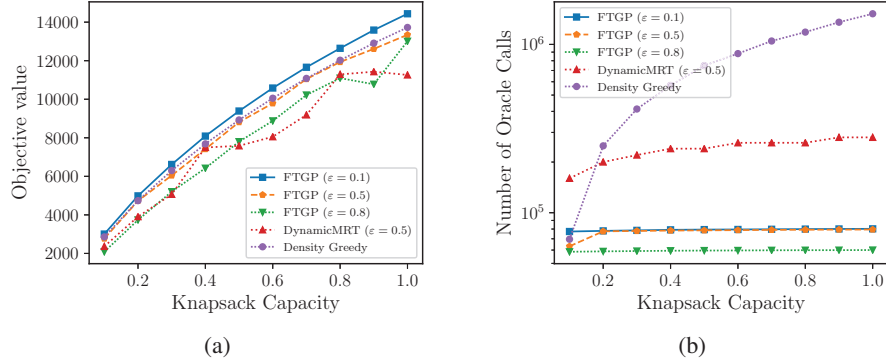 14000
12000
10000
8000
6000
4000
2000
Objective value
FTGP (ε = 0.1)
FTGP (ε = 0.5)
FTGP (ε = 0.8)
DynamicMRT (ε = 0.5)
Density Greedy
0.2 0.4 0.6 0.8 1.0
Knapsack Capacity
(a)
10^6
10^5
Number of Oracle Calls
FTGP (ε = 0.1)
FTGP (ε = 0.5)
FTGP (ε = 0.8)
DynamicMRT (ε = 0.5)
Density Greedy
0.2 0.4 0.6 0.8 1.0
Knapsack Capacity
(b)